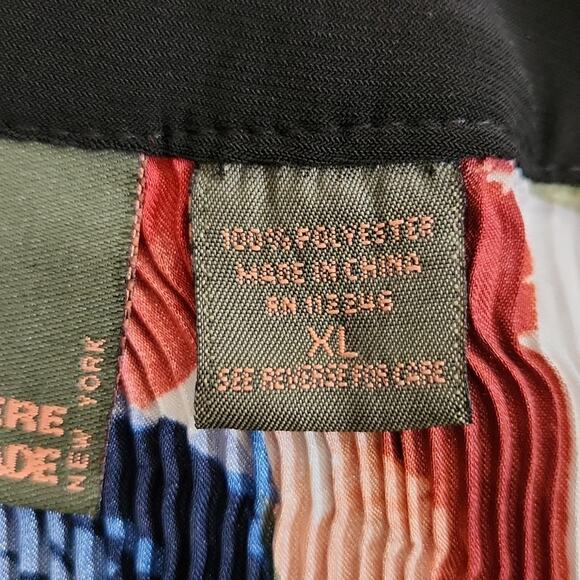 ERE
ADE
NEW YORK
100% POLYESTER
MADE IN CHINA
RN 112246
XL
SEE REVERSE FOR CARE